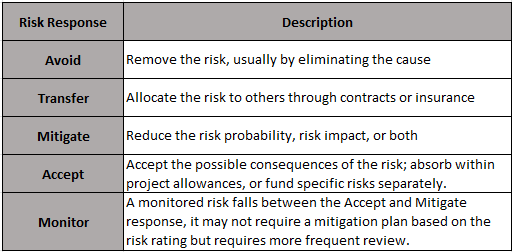 Risk Response Description
Avoid Remove the risk, usually by eliminating the cause
Transfer Allocate the risk to others through contracts or insurance
Mitigate Reduce the risk probability, risk impact, or both
Accept Accept the possible consequences of the risk; absorb within
project allowances, or fund specific risks separately.
Monitor A monitored risk falls between the Accept and Mitigate
response, it may not require a mitigation plan based on the
risk rating but requires more frequent review.